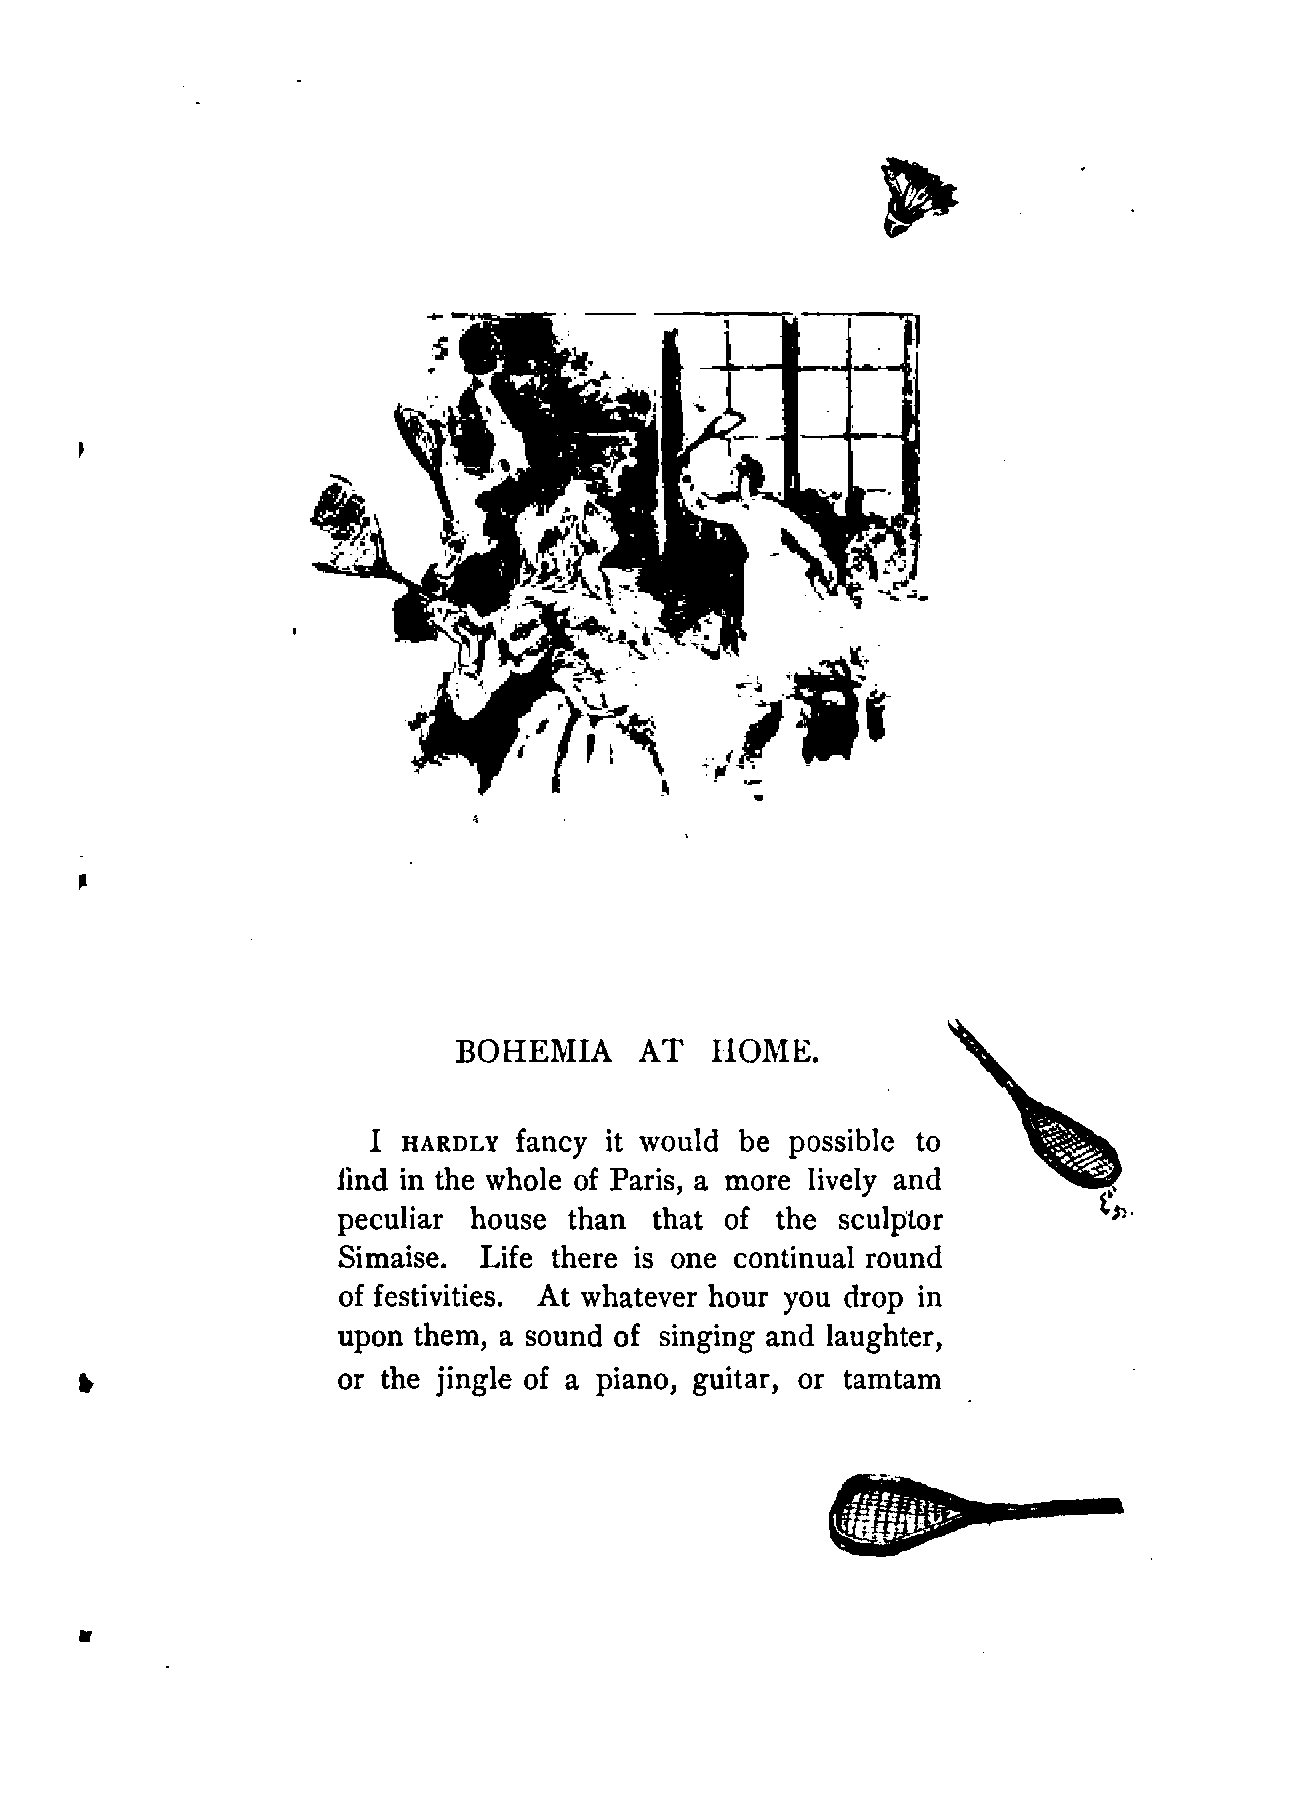 BOHEMIA AT HOME.
I HARDLY fancy it would be possible to
find in the whole of Paris, a more lively and
peculiar house than that of the sculptor
Simaise. Life there is one continual round
of festivities. At whatever hour you drop in
upon them, a sound of singing and laughter,
or the jingle of a piano, guitar, or tamtam